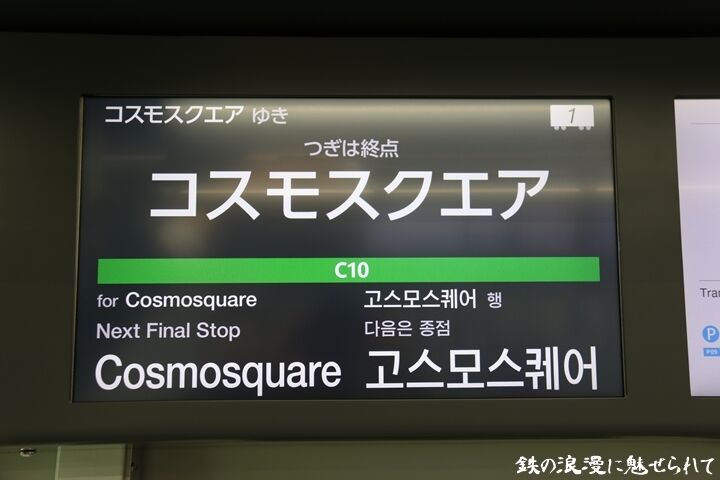 コスモスクエア ゆき
1
つぎは終点
コスモスクエア
C10
for Cosmosquare
고스모스퀘어 행
Next Final Stop
다음은 종점
Cosmosquare 고스모스퀘어
Tran
P
P09
鉄の浪漫に魅せられて